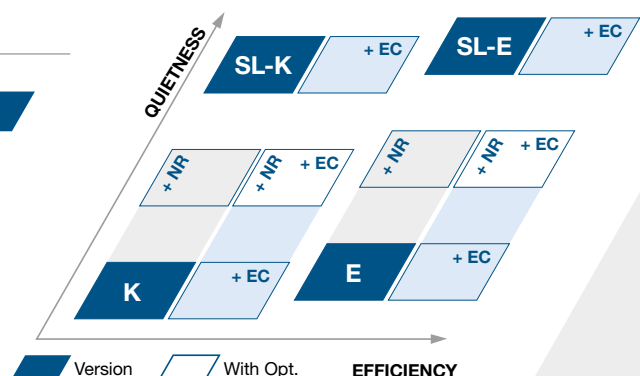 QUIETNESS
SL-K
+ EC
SL-E
+ EC
+ NR
+ NR
+ EC
+ NR
+ NR
+ EC
K
+ EC
E
+ EC
Version
With Opt.
EFFICIENCY